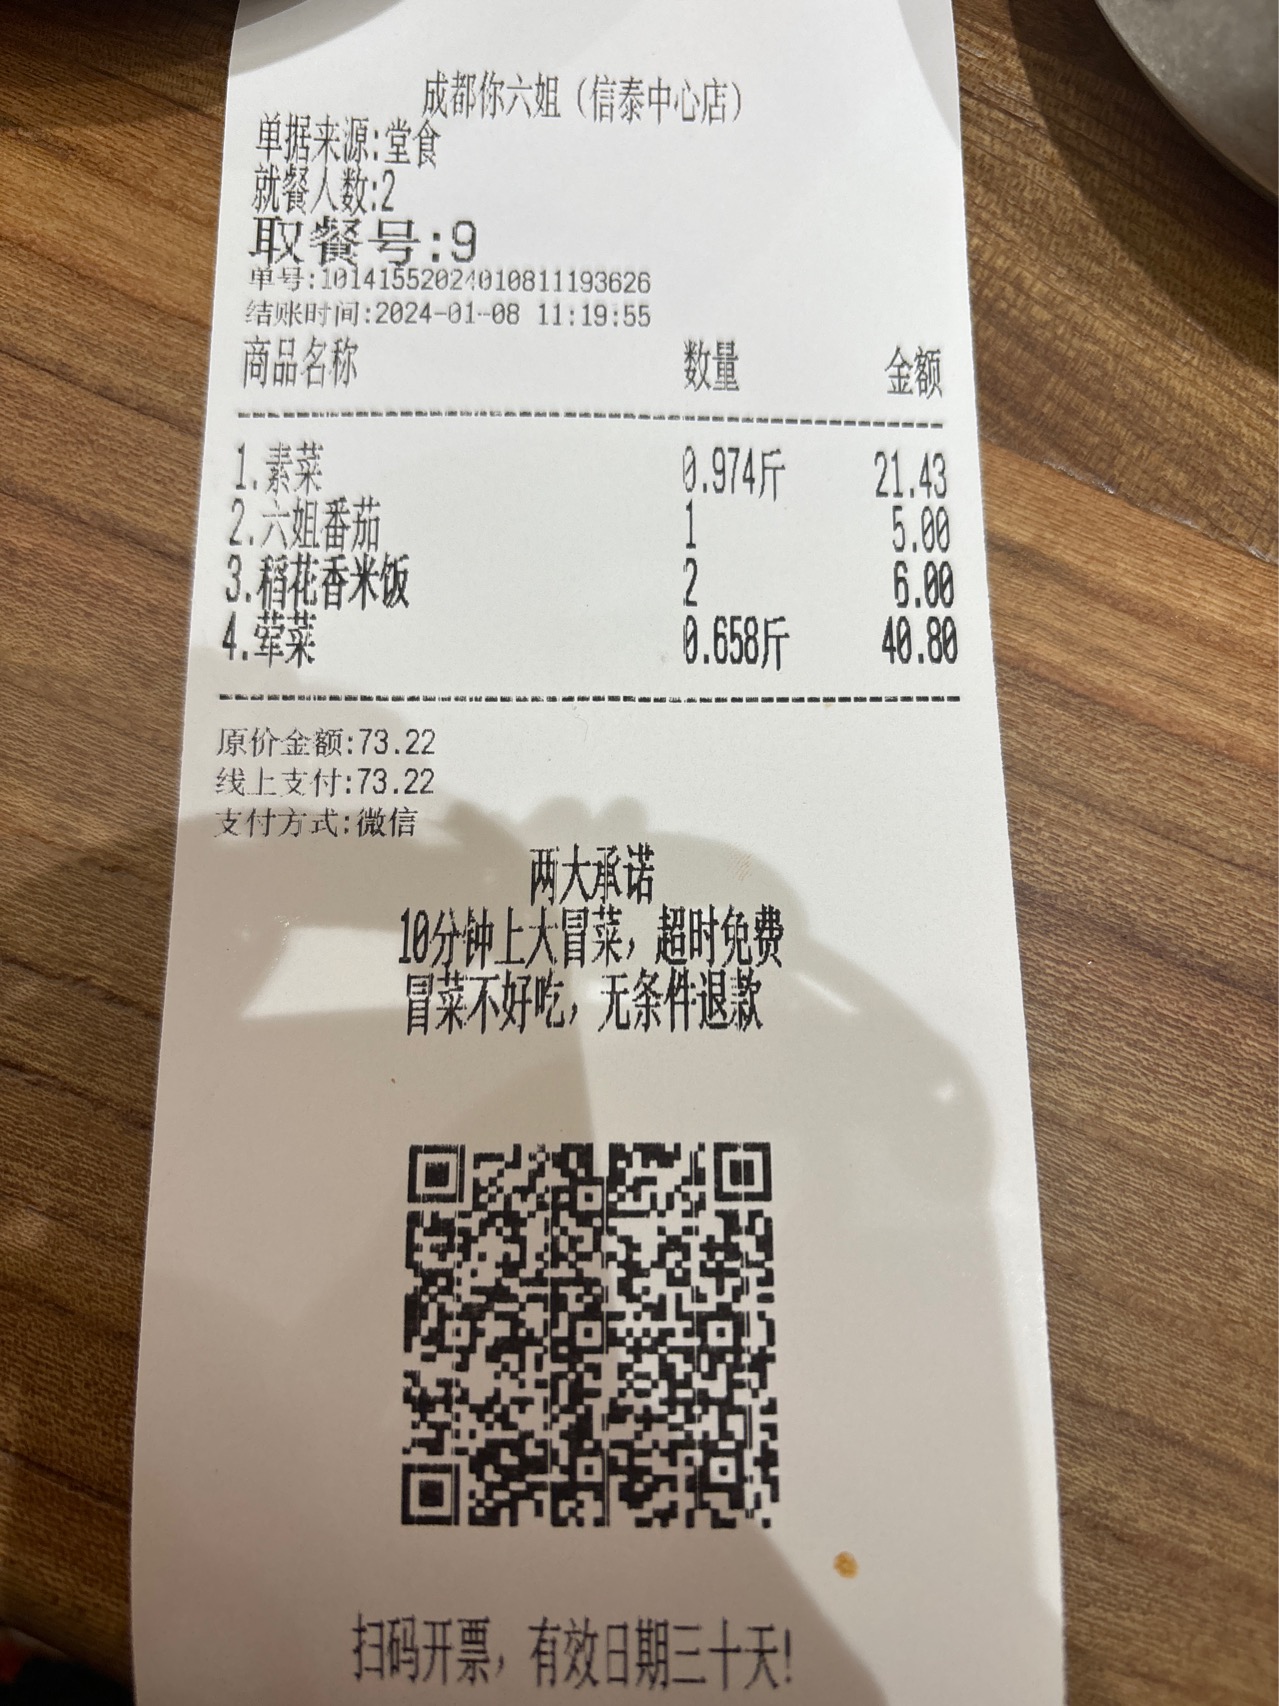 成都你六姐（信泰中心店）
单据来源:堂食
就餐人数:2
取餐号:9
单号:10141552024010811193626
结账时间:2024-01-08 11:19:55
商品名称 数量 金额
1.素菜 0.974斤 21.43
2.六姐番茄 1 5.00
3.稻花香米饭 2 6.00
4.荤菜 0.658斤 40.80
原价金额:73.22
线上支付:73.22
支付方式:微信
两大承诺
10分钟上大冒菜，超时免费
冒菜不好吃，无条件退款
扫码开票，有效日期三十天!